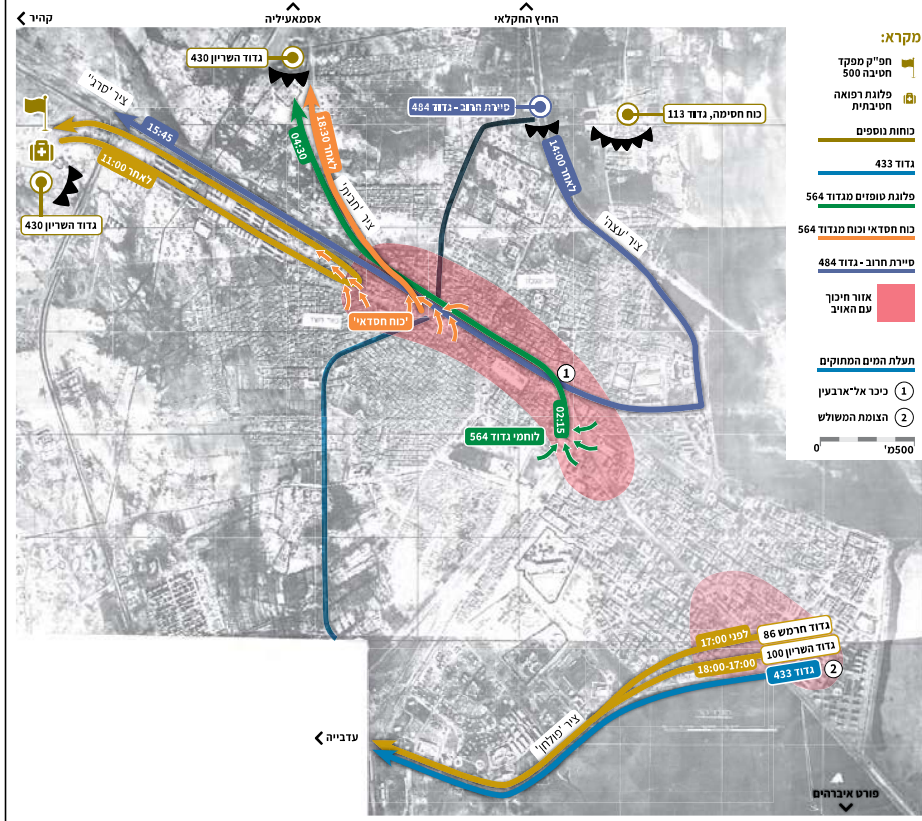 קהיר
אסמאעיליה
החיץ החקלאי
גדוד השריון 430
ציר 'סרגי'
15:45
לאחר 11:00
גדוד השריון 430
04:30
לאחר 18:30
ציר 'חבית'
סיירת חרוב - גדוד 484
לאחר 14:00
ציר 'עצה'
כוח חסימה, גדוד 113
'כוח חסדאי'
1
02:15
לוחמי גדוד 564
גדוד חרמש 86
לפני 17:00
גדוד השריון 100
18:00-17:00
גדוד 433
2
ציר 'פולחן'
עדבייה
פורט איברהים
מקרא:
חפ"ק מפקד
חטיבה 500
פלוגת רפואה
חטיבתית
כוחות נוספים
גדוד 433
פלוגת טופזים מגדוד 564
כוח חסדאי וכוח מגדוד 564
סיירת חרוב - גדוד 484
אזור חיכוך
עם האויב
תעלת המים המתוקים
1 כיכר אל־ארבעין
2 הצומת המשולש
0 500מ'